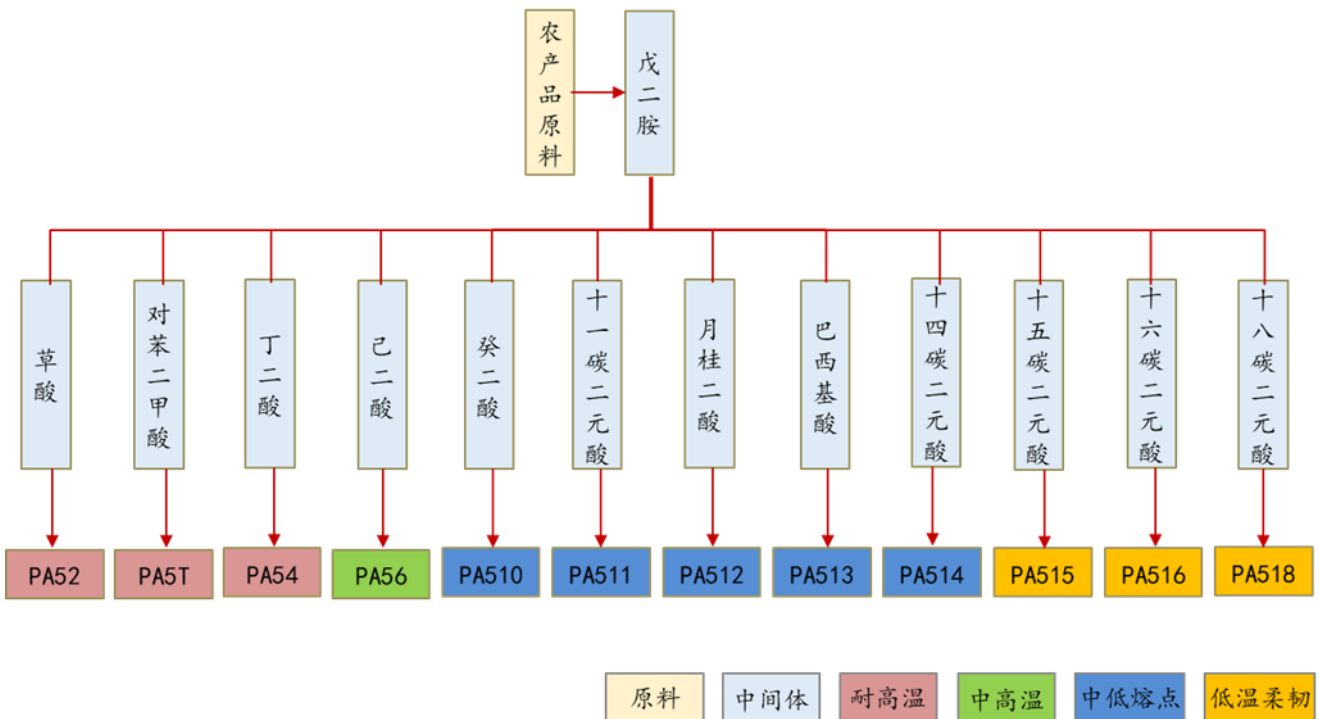 农产品原料
戊二胺
草酸
对苯二甲酸
丁二酸
己二酸
癸二酸
十一碳二元酸
月桂二酸
巴西基酸
十四碳二元酸
十五碳二元酸
十六碳二元酸
十八碳二元酸
PA52
PA5T
PA54
PA56
PA510
PA511
PA512
PA513
PA514
PA515
PA516
PA518
原料
中间体
耐高温
中高温
中低熔点
低温柔韧